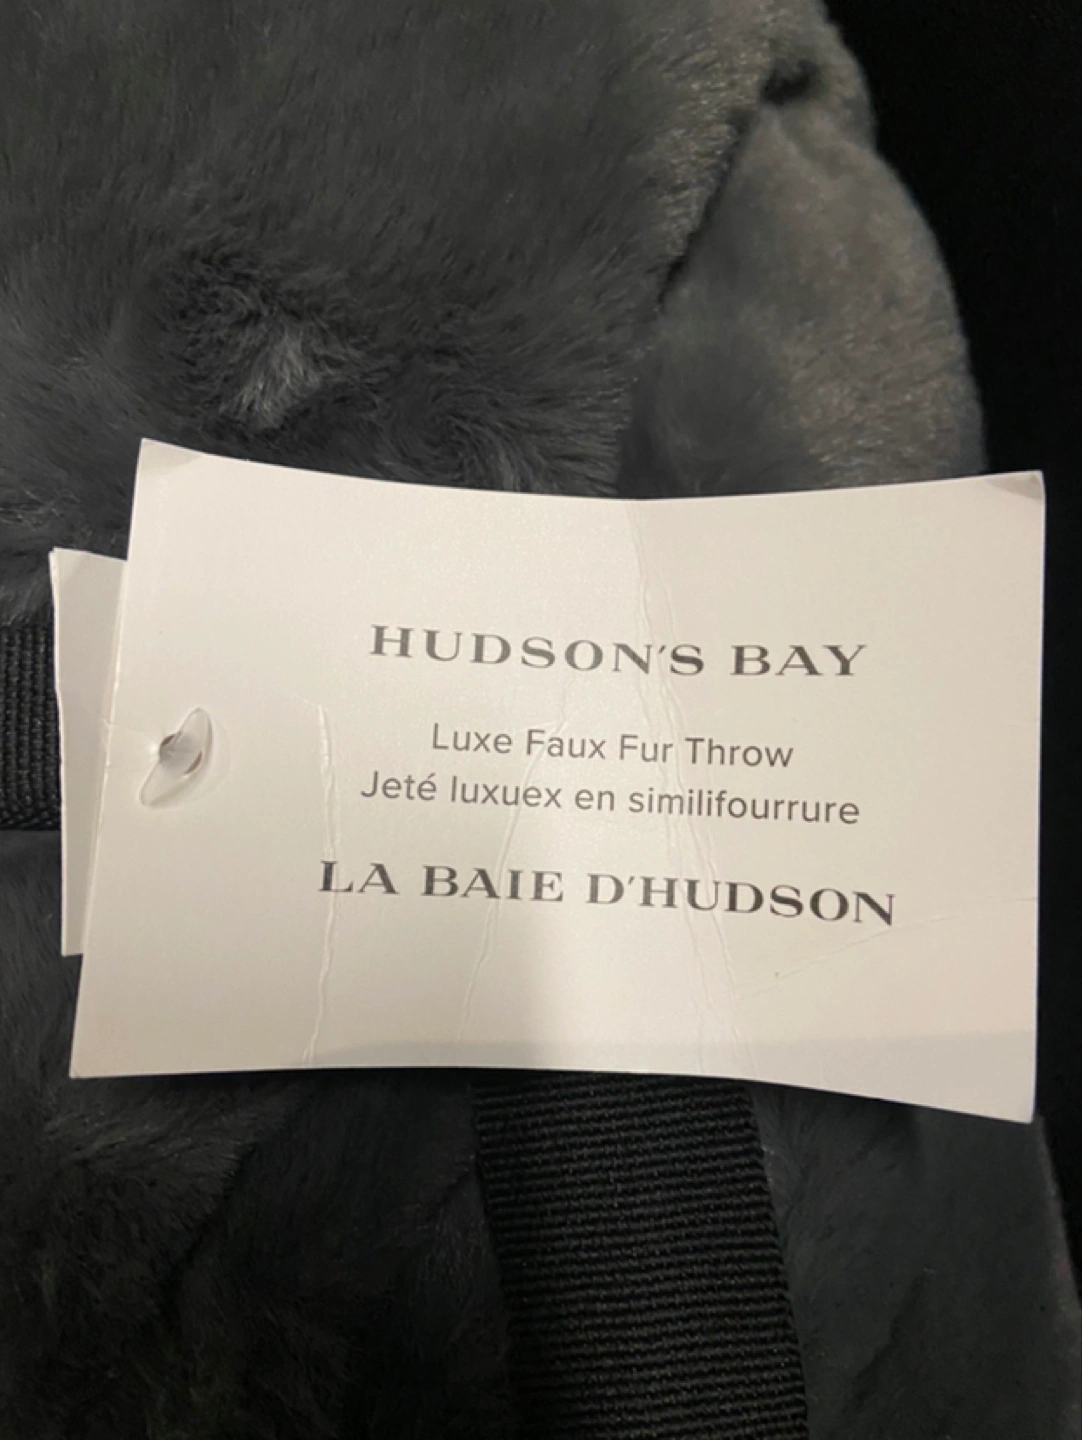 HUDSON'S BAY
Luxe Faux Fur Throw
Jeté luxuex en similifourrure
LA BAIE D'HUDSON